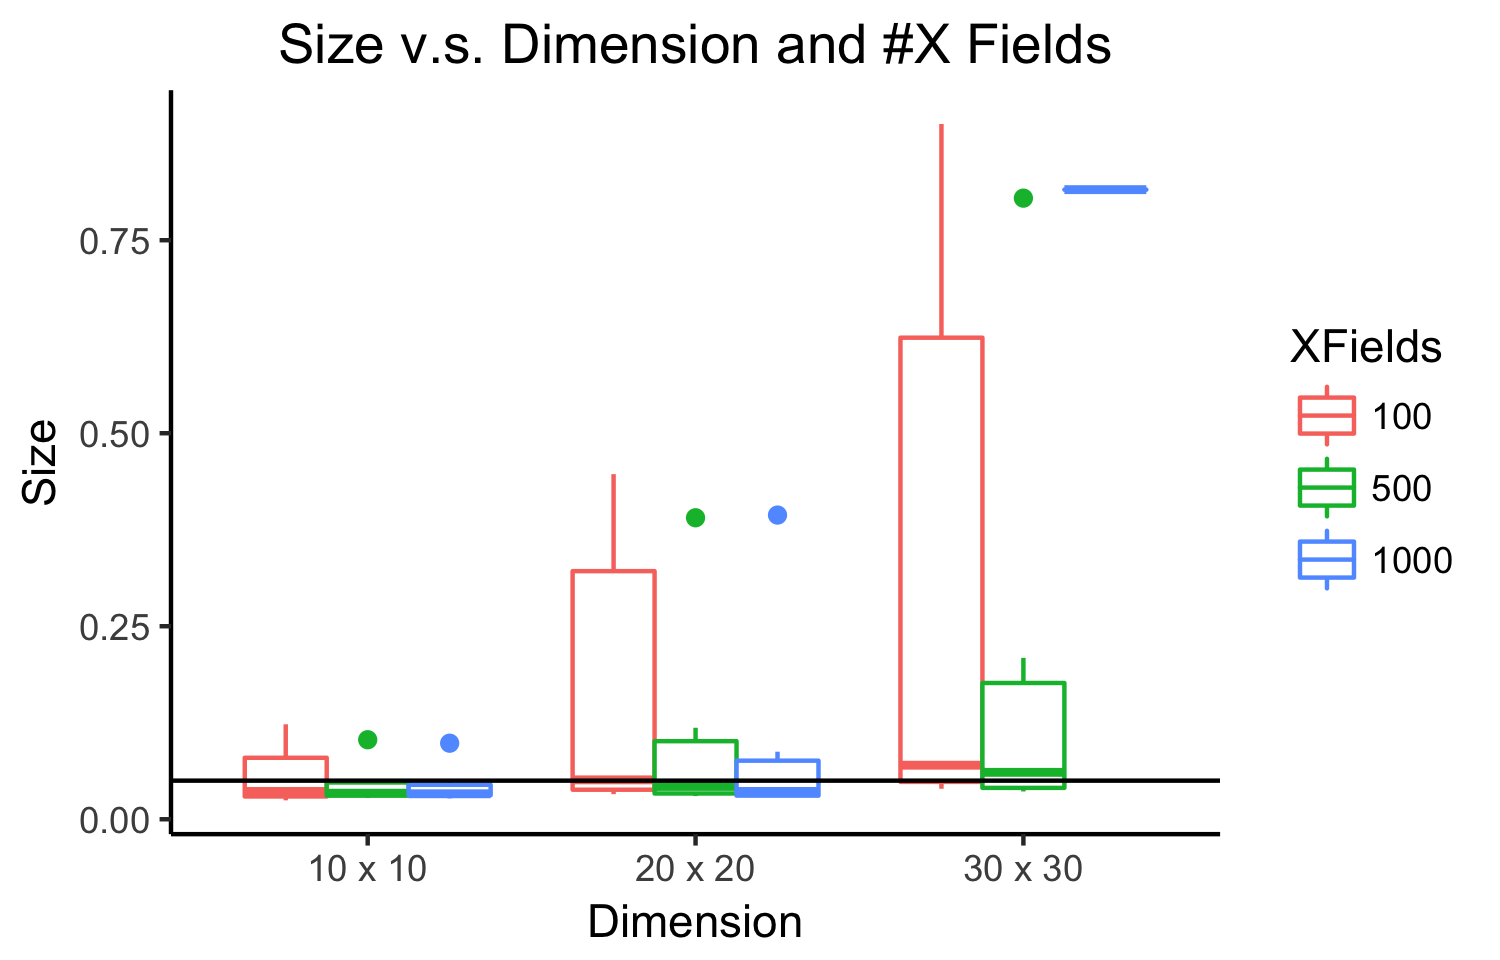 Size v.s. Dimension and #X Fields
Size
0.75
0.50
0.25
0.00
10 x 10
20 x 20
30 x 30
Dimension
XFields
100
500
1000